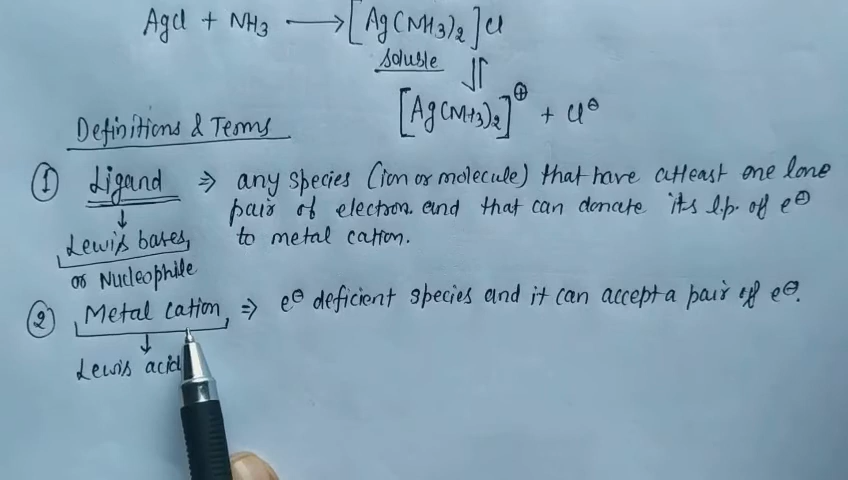 AgCl + NH3 ⟶ [Ag(NH3)2]Cl
soluble ⇌
[Ag(NH3)2]⊕ + Cl⊖
Definitions & Terms
① Ligand ⇒ any species (ion or molecule) that have atleast one lone
pair of electron. and that can donate its l.p. of e⊖
↓
to metal cation.
Lewis bases,
or Nucleophile
② Metal cation, ⇒ e⊖ deficient species and it can accept a pair of e⊖.
↓
Lewis acid